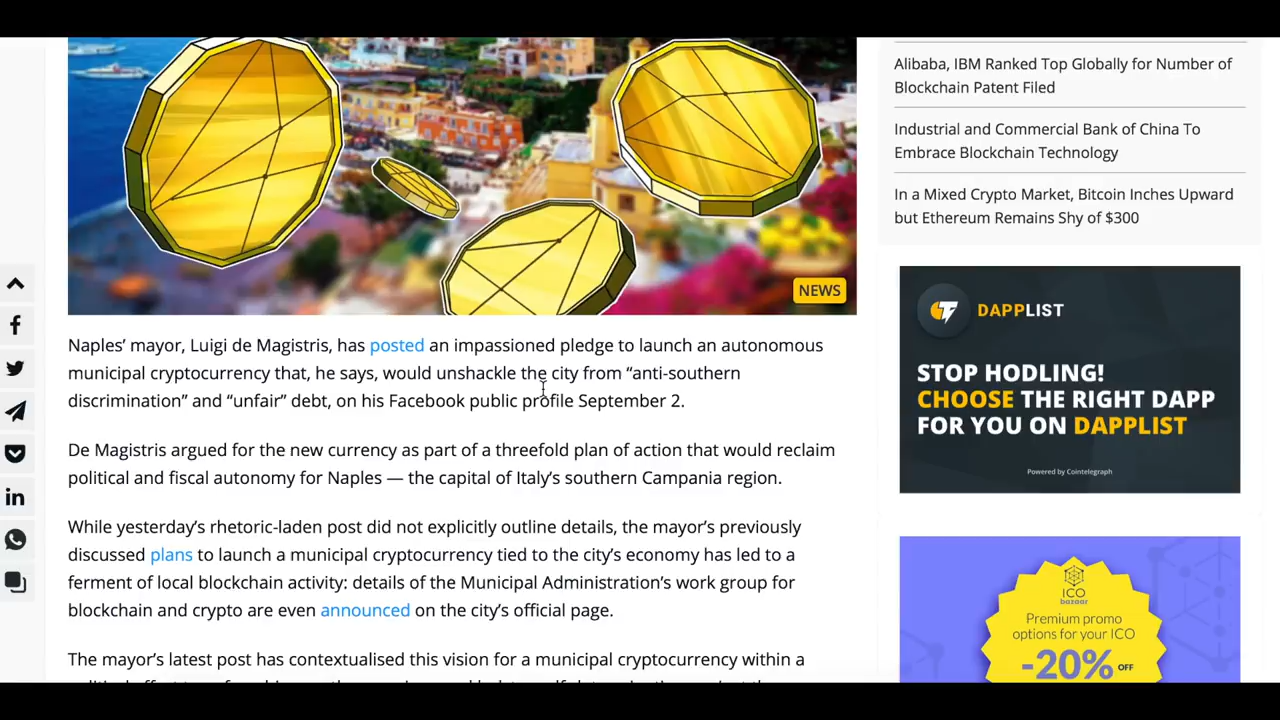 NEWS
Naples’ mayor, Luigi de Magistris, has posted an impassioned pledge to launch an autonomous
municipal cryptocurrency that, he says, would unshackle the city from “anti-southern
discrimination” and “unfair” debt, on his Facebook public profile September 2.
De Magistris argued for the new currency as part of a threefold plan of action that would reclaim
political and fiscal autonomy for Naples — the capital of Italy’s southern Campania region.
While yesterday’s rhetoric-laden post did not explicitly outline details, the mayor’s previously
discussed plans to launch a municipal cryptocurrency tied to the city’s economy has led to a
ferment of local blockchain activity: details of the Municipal Administration’s work group for
blockchain and crypto are even announced on the city’s official page.
The mayor’s latest post has contextualised this vision for a municipal cryptocurrency within a
Alibaba, IBM Ranked Top Globally for Number of
Blockchain Patent Filed
Industrial and Commercial Bank of China To
Embrace Blockchain Technology
In a Mixed Crypto Market, Bitcoin Inches Upward
but Ethereum Remains Shy of $300
DAPPLIST
STOP HODLING!
CHOOSE THE RIGHT DAPP
FOR YOU ON DAPPLIST
Powered by Cointelegraph
ICO
bazaar
Premium promo
options for your ICO
-20% OFF